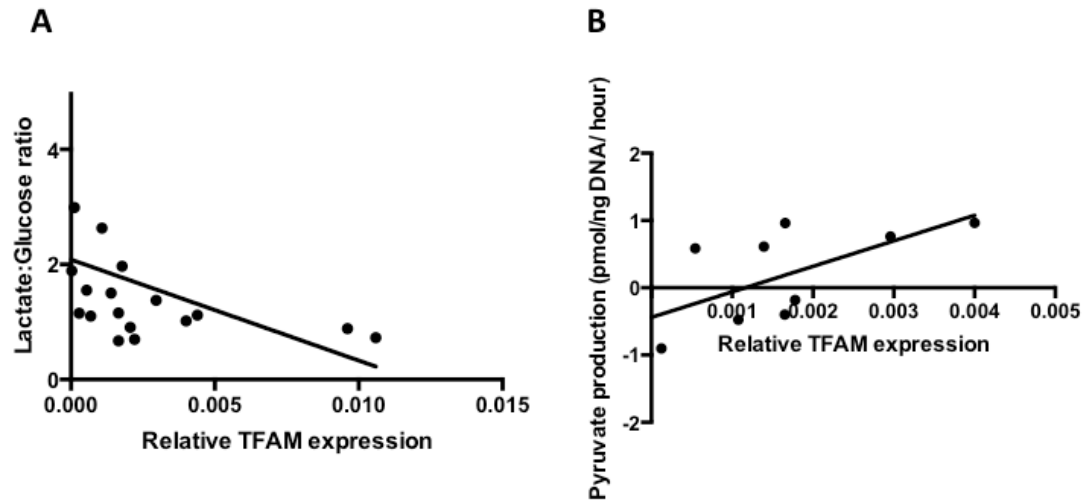 A
Lactate:Glucose ratio
4
2
0
0.000 0.005 0.010 0.015
Relative TFAM expression
B
Pyruvate production (pmol/ng DNA/ hour)
2
1
0
0.001 0.002 0.003 0.004 0.005
Relative TFAM expression
-1
-2